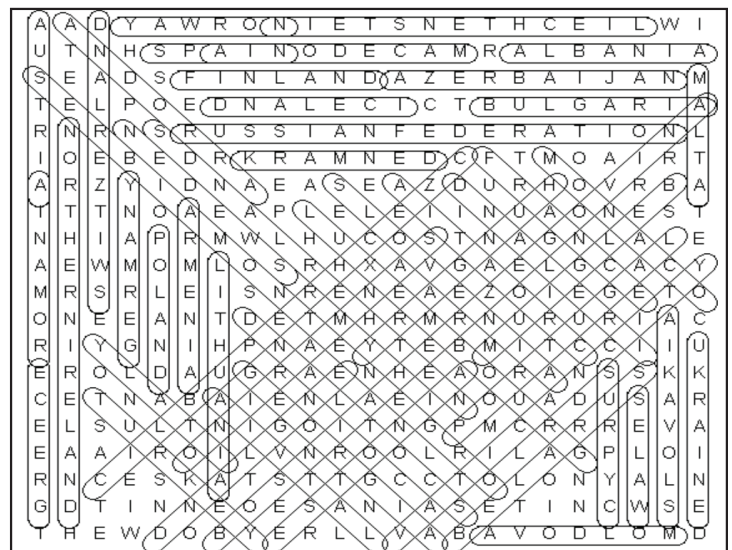 A A D Y A W R O N I E T S N E T H C E I L W I
U T N H S P A I N O D E C A M R A L B A N I A
S E A D S F I N L A N D A Z E R B A I J A N M
T E L P O E D N A L E C I C T B U L G A R I A
R N R N S R U S S I A N F E D E R A T I O N L
I O E B E D R K R A M N E D C F T M O A I R T
A R Z Y I D N A E A S E A Z D U R H O V R B A
T T T N O A E A P L E L E I I N U A O N E S T
N H I A P R M W L H U C O S T N A G N L A L E
A E W M O M L O S R H X A V G A E L G C A C Y
M R S R L E I S N R E N E A E Z O I E G E T O
O N E E A N T D E T M H R M R N U R U R I A C
R I Y G N I H P N A E Y T E B M I T C C I I U
E R O L D A U G R A E N H E A O R A N S S K K
C E T N A B A I E N L A E I N O U A D U S A R
E L S U L T N I G O I T N G P M C R R R E V A
E A A I R O I L V N R O O L R I L A G P L O I
R N C E S K A T S T T G C C T O L O N Y A L N
G D T I N N E O E S A N I A S E T I N C W S E
T H E W D O B Y E R L L V A B A V O D L O M D